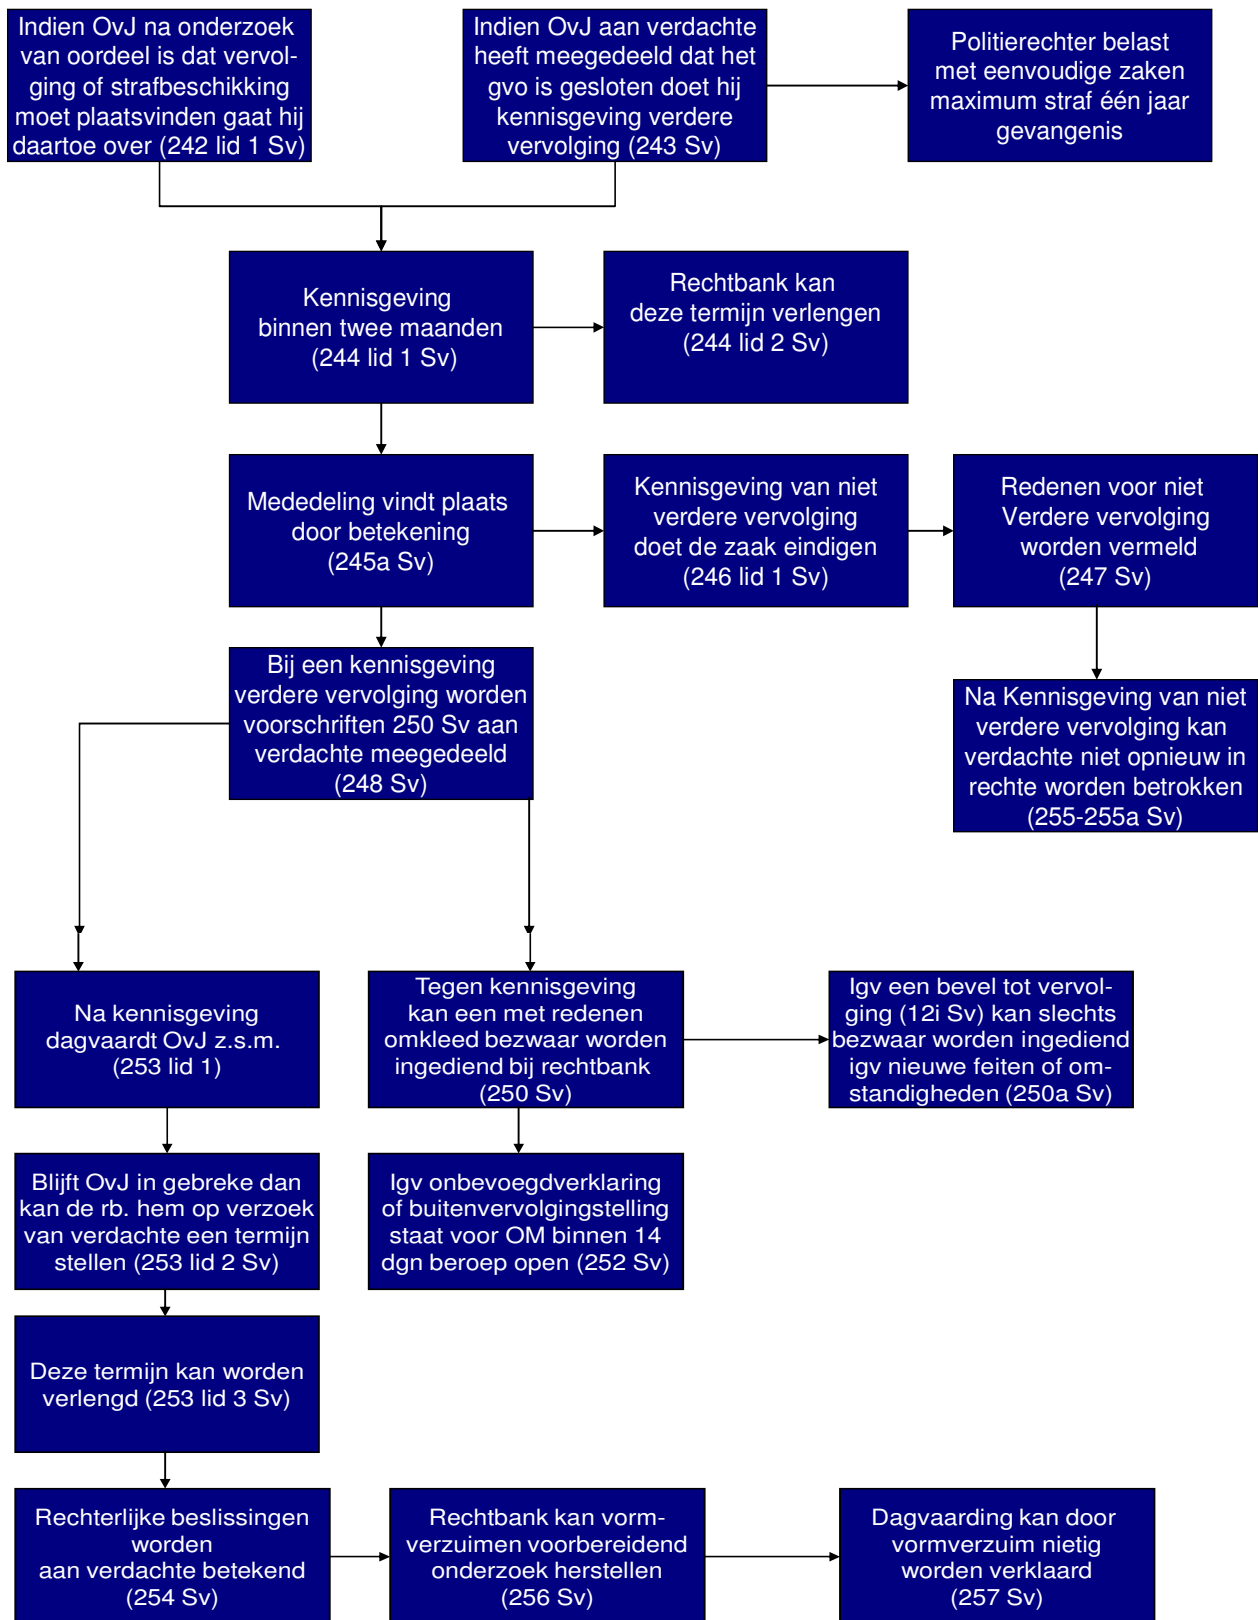 Indien OvJ na onderzoek
van oordeel is dat vervol-
ging of strafbeschikking
moet plaatsvinden gaat hij
daartoe over (242 lid 1 Sv)
Indien OvJ aan verdachte
heeft meegedeeld dat het
gvo is gesloten doet hij
kennisgeving verdere
vervolging (243 Sv)
Politierechter belast
met eenvoudige zaken
maximum straf één jaar
gevangenis
Kennisgeving
binnen twee maanden
(244 lid 1 Sv)
Rechtbank kan
deze termijn verlengen
(244 lid 2 Sv)
Mededeling vindt plaats
door betekening
(245a Sv)
Kennisgeving van niet
verdere vervolging
doet de zaak eindigen
(246 lid 1 Sv)
Redenen voor niet
Verdere vervolging
worden vermeld
(247 Sv)
Bij een kennisgeving
verdere vervolging worden
voorschriften 250 Sv aan
verdachte meegedeeld
(248 Sv)
Na Kennisgeving van niet
verdere vervolging kan
verdachte niet opnieuw in
rechte worden betrokken
(255-255a Sv)
Na kennisgeving
dagvaardt OvJ z.s.m.
(253 lid 1)
Tegen kennisgeving
kan een met redenen
omkleed bezwaar worden
ingediend bij rechtbank
(250 Sv)
Igv een bevel tot vervol-
ging (12i Sv) kan slechts
bezwaar worden ingediend
igv nieuwe feiten of om-
standigheden (250a Sv)
Blijft OvJ in gebreke dan
kan de rb. hem op verzoek
van verdachte een termijn
stellen (253 lid 2 Sv)
Igv onbevoegdverklaring
of buitenvervolgingstelling
staat voor OM binnen 14
dgn beroep open (252 Sv)
Deze termijn kan worden
verlengd (253 lid 3 Sv)
Rechterlijke beslissingen
worden
aan verdachte betekend
(254 Sv)
Rechtbank kan vorm-
verzuimen voorbereidend
onderzoek herstellen
(256 Sv)
Dagvaarding kan door
vormverzuim nietig
worden verklaard
(257 Sv)